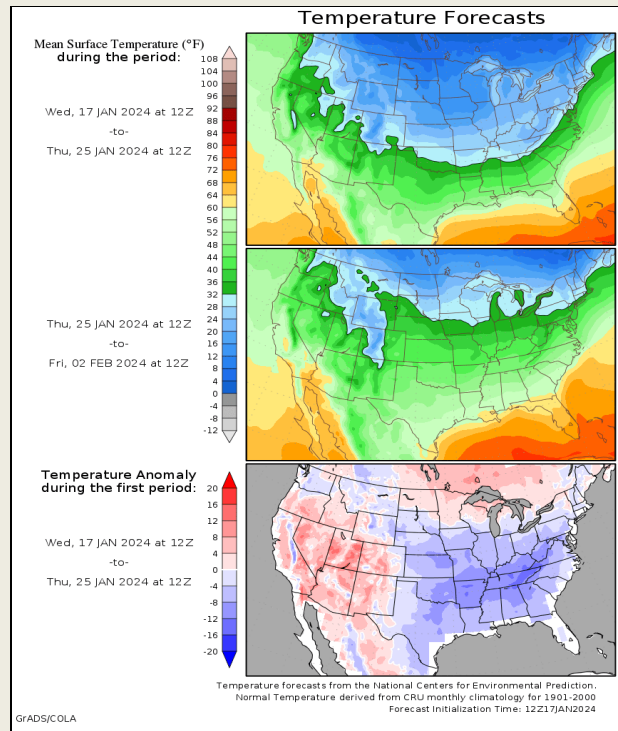 Temperature Forecasts
Mean Surface Temperature (°F)
during the period:
108
104
100
96
92
88
84
80
76
72
68
64
60
56
52
48
44
40
36
32
28
24
20
16
12
8
4
0
-4
-8
-12
Wed, 17 JAN 2024 at 12Z
-to-
Thu, 25 JAN 2024 at 12Z
Thu, 25 JAN 2024 at 12Z
-to-
Fri, 02 FEB 2024 at 12Z
Temperature Anomaly
during the first period:
20
16
12
8
4
0
-4
-8
-12
-16
-20
Wed, 17 JAN 2024 at 12Z
-to-
Thu, 25 JAN 2024 at 12Z
Temperature forecasts from the National Centers for Environmental Prediction.
Normal Temperature derived from CRU monthly climatology for 1901-2000
Forecast Initialization Time: 12Z17JAN2024
GrADS/COLA